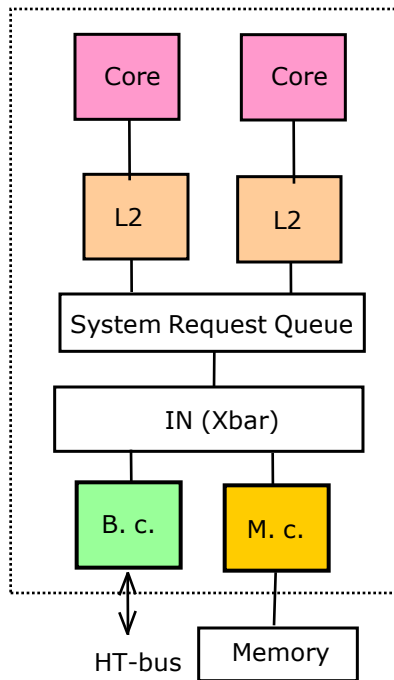 Core
Core
L2
L2
System Request Queue
IN (Xbar)
B. c.
M. c.
HT-bus
Memory